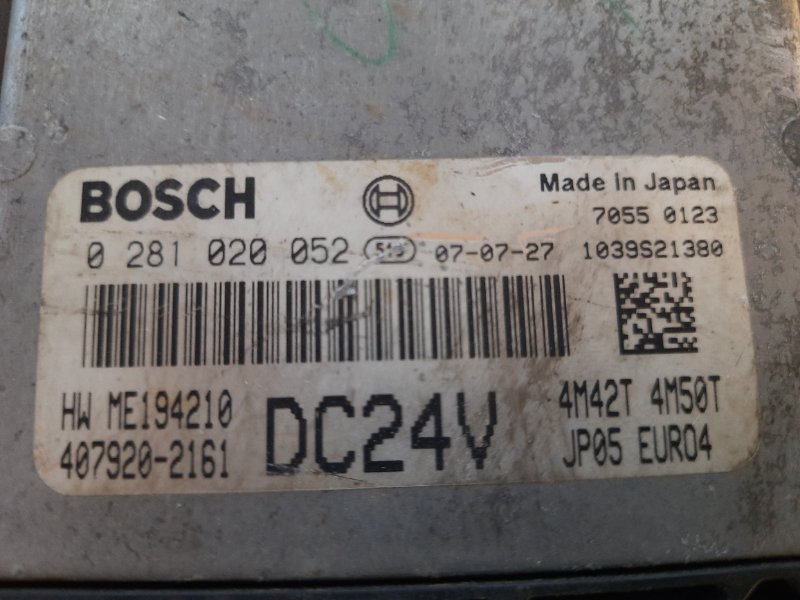 BOSCH
Made in Japan
7055 0123
0 281 020 052 07-07-27 1039S21380
HW ME194210 DC24V 4M42T 4M50T
407920-2161 JP05 EURO4